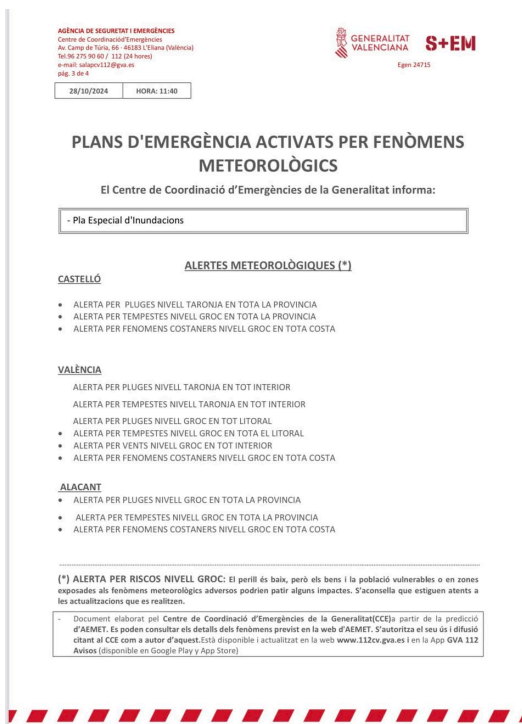 AGÈNCIA DE SEGURETAT I EMERGÈNCIES
Centre de Coordinaciód'Emergències
Av. Camp de Túria, 66 - 46183 L'Eliana (València)
Tel.96 275 90 60 / 112 (24 hores)
e-mail: salapcv112@gva.es
pág. 3 de 4
GENERALITAT
VALENCIANA
S+EM
Egen 24715
28/10/2024 HORA: 11:40
PLANS D'EMERGÈNCIA ACTIVATS PER FENÒMENS
METEOROLÒGICS
El Centre de Coordinació d'Emergències de la Generalitat informa:
- Pla Especial d'Inundacions
ALERTES METEOROLÒGIQUES (*)
CASTELLÓ
• ALERTA PER PLUGES NIVELL TARONJA EN TOTA LA PROVINCIA
• ALERTA PER TEMPESTES NIVELL GROC EN TOTA LA PROVINCIA
• ALERTA PER FENOMENS COSTANERS NIVELL GROC EN TOTA COSTA
VALÈNCIA
ALERTA PER PLUGES NIVELL TARONJA EN TOT INTERIOR
ALERTA PER TEMPESTES NIVELL TARONJA EN TOT INTERIOR
ALERTA PER PLUGES NIVELL GROC EN TOT LITORAL
• ALERTA PER TEMPESTES NIVELL GROC EN TOTA EL LITORAL
• ALERTA PER VENTS NIVELL GROC EN TOT INTERIOR
• ALERTA PER FENOMENS COSTANERS NIVELL GROC EN TOTA COSTA
ALACANT
• ALERTA PER PLUGES NIVELL GROC EN TOTA LA PROVINCIA
• ALERTA PER TEMPESTES NIVELL GROC EN TOTA LA PROVINCIA
• ALERTA PER FENOMENS COSTANERS NIVELL GROC EN TOTA COSTA
(*) ALERTA PER RISCOS NIVELL GROC: El perill és baix, però els bens i la població vulnerables o en zones
exposades als fenòmens meteorològics adversos podrien patir alguns impactes. S'aconsella que estiguen atents a
les actualitzacions que es realitzen.
- Document elaborat pel Centre de Coordinació d'Emergències de la Generalitat(CCE)a partir de la predicció
d'AEMET. Es poden consultar els detalls dels fenòmens previst en la web d'AEMET. S'autoritza el seu ús i difusió
citant al CCE com a autor d'aquest.Està disponible i actualitzat en la web www.112cv.gva.es i en la App GVA 112
Avisos (disponible en Google Play y App Store)